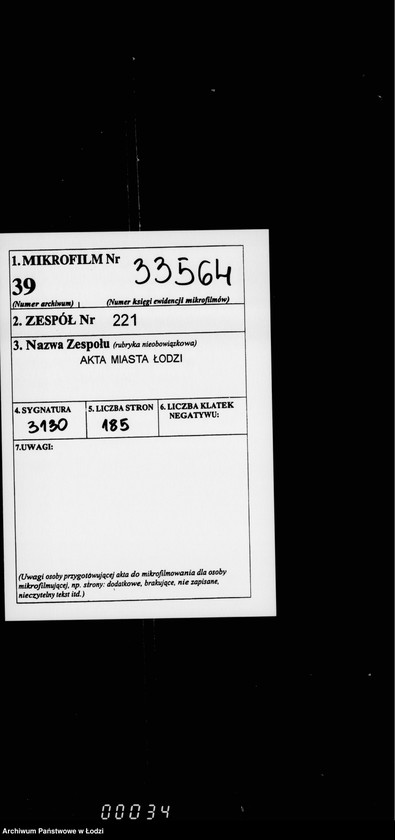 1. MIKROFILM Nr 33564
39
(Numer archiwum) (Numer księgi ewidencji mikrofilmów)
2. ZESPÓŁ Nr 221
3. Nazwa Zespołu (rubryka nieobowiązkowa)
AKTA MIASTA ŁODZI
4. SYGNATURA 5. LICZBA STRON 6. LICZBA KLATEK
NEGATYWU:
3130 185
7.UWAGI:
(Uwagi osoby przygotowującej akta do mikrofilmowania dla osoby
mikrofilmującej, np. strony: dodatkowe, brakujące, nie zapisane,
nieczytelny tekst itd.)
00034
Archiwum Państwowe w Łodzi